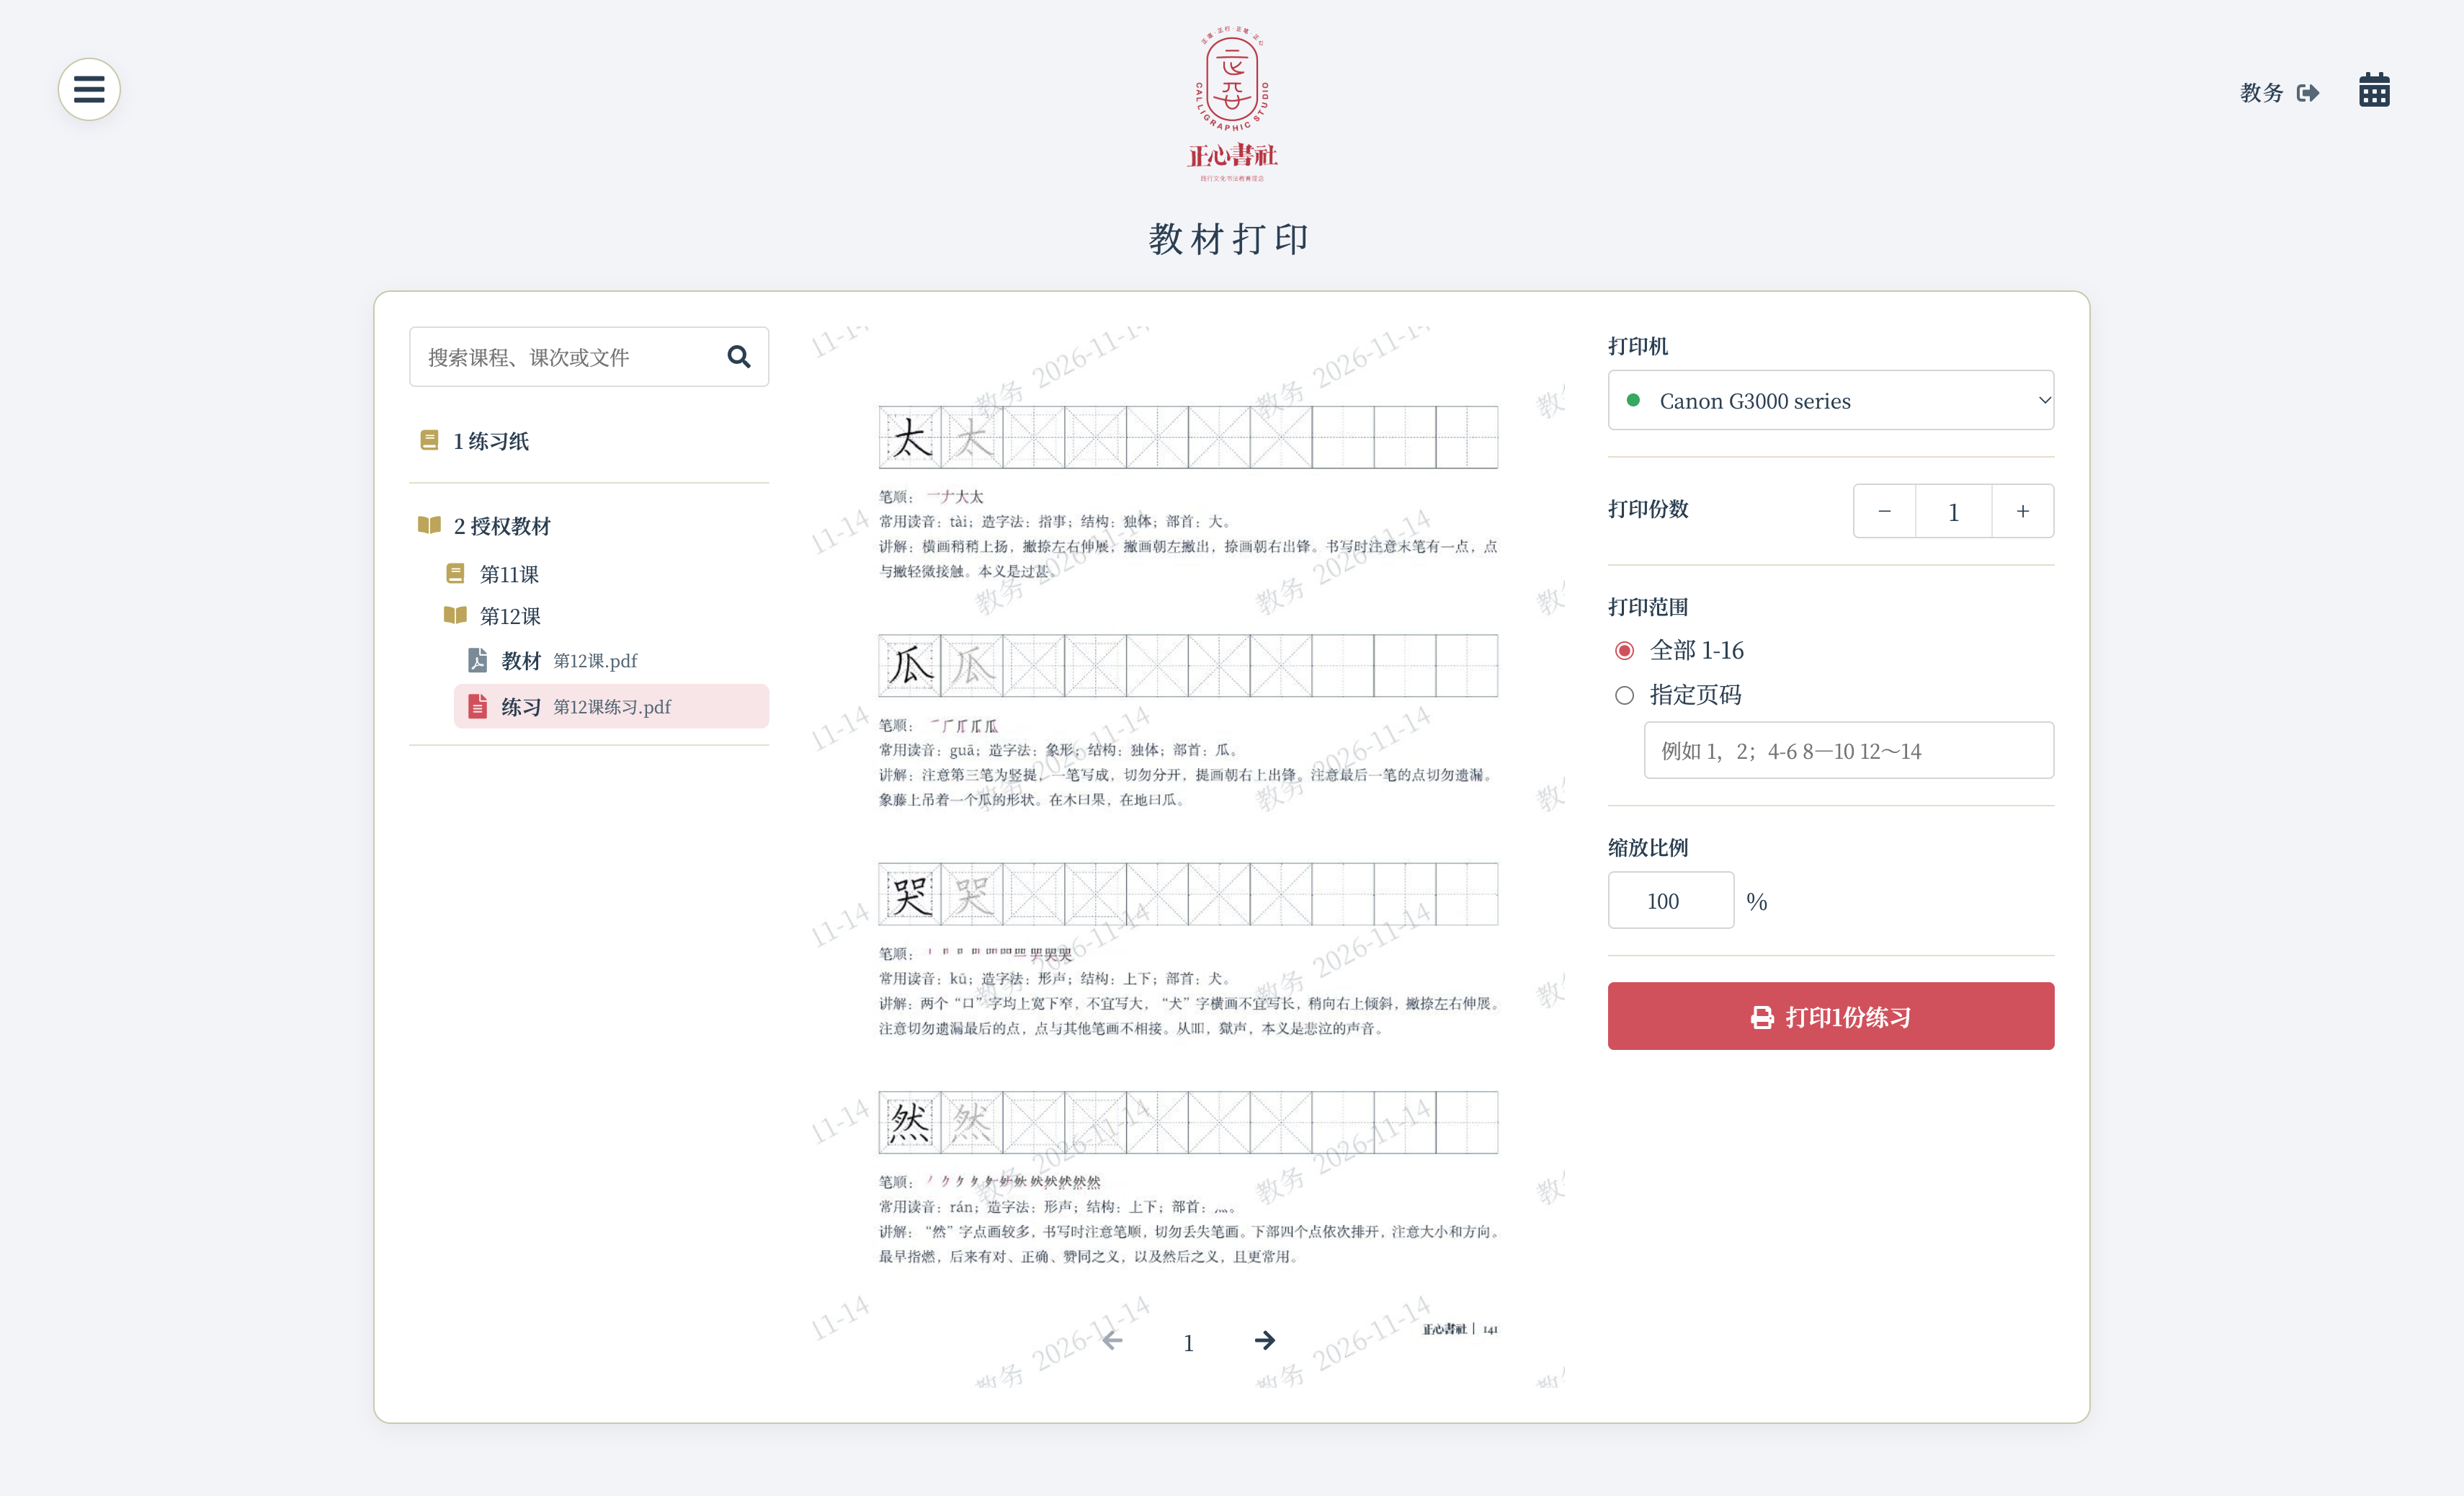 正心書社
CALLIGRAPHIC STUDIO
教务
教材打印
搜索课程、课次或文件
1 练习纸
2 授权教材
第11课
第12课
教材 第12课.pdf
练习 第12课练习.pdf
太 太
笔顺：
常用读音：tài；造字法：指事；结构：独体；部首：大。
讲解：横画稍稍上扬，撇捺左右伸展，撇画朝左撇出，捺画朝右出锋。书写时注意末笔有一点，点
与撇轻微接触。本义是过甚。
瓜 瓜
笔顺：
常用读音：guā；造字法：象形；结构：独体；部首：瓜。
讲解：注意第三笔为竖提，一笔写成，切勿分开，提画朝右上出锋。注意最后一笔的点切勿遗漏。
象藤上吊着一个瓜的形状。在木曰果，在地曰瓜。
哭 哭
笔顺：
常用读音：kū；造字法：形声；结构：上下；部首：犬。
讲解：两个“口”字均上宽下窄，不宜写大，“犬”字横画不宜写长，稍向右上倾斜，撇捺左右伸展。
注意切勿遗漏最后的点，点与其他笔画不相接。从吅，獄声，本义是悲泣的声音。
然 然
笔顺：
常用读音：rán；造字法：形声；结构：上下；部首：灬。
讲解：“然”字点画较多，书写时注意笔顺，切勿丢失笔画。下部四个点依次排开，注意大小和方向。
最早指燃，后来有对、正确、赞同之义，以及然后之义，且更常用。
正心書社 | 141
1
教务 2026-11-14
打印机
Canon G3000 series
打印份数
− 1 +
打印范围
全部 1-16
指定页码
例如 1，2；4-6 8—10 12～14
缩放比例
100 %
打印1份练习